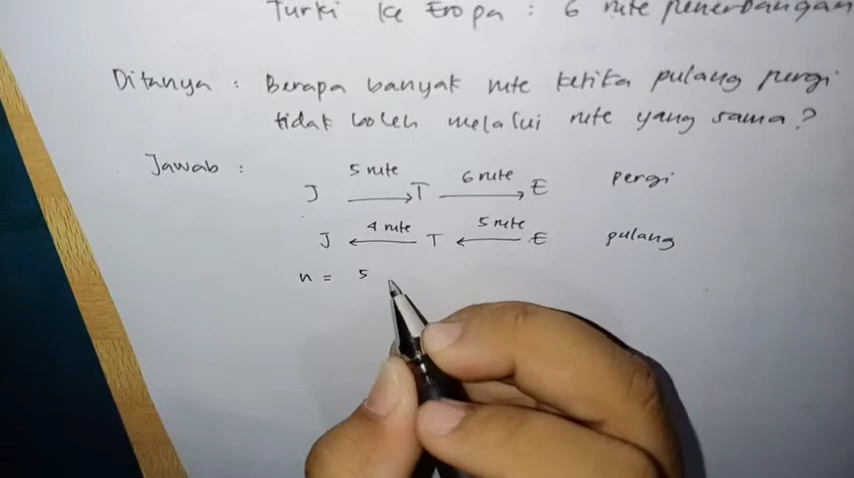 Turki ke Eropa : 6 rute penerbangan
Ditanya : Berapa banyak rute ketika pulang pergi
tidak boleh melalui rute yang sama?
Jawab :
J 5 rute T 6 rute E pergi
J 4 rute T 5 rute E pulang
n = 5